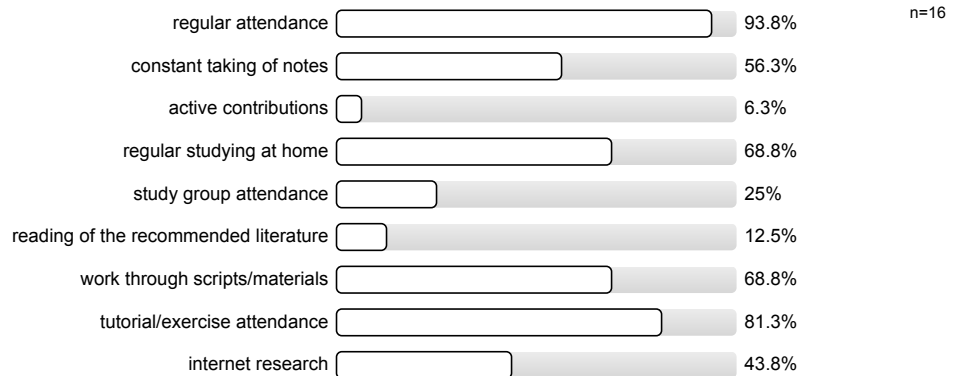 n=16
regular attendance 93.8%
constant taking of notes 56.3%
active contributions 6.3%
regular studying at home 68.8%
study group attendance 25%
reading of the recommended literature 12.5%
work through scripts/materials 68.8%
tutorial/exercise attendance 81.3%
internet research 43.8%